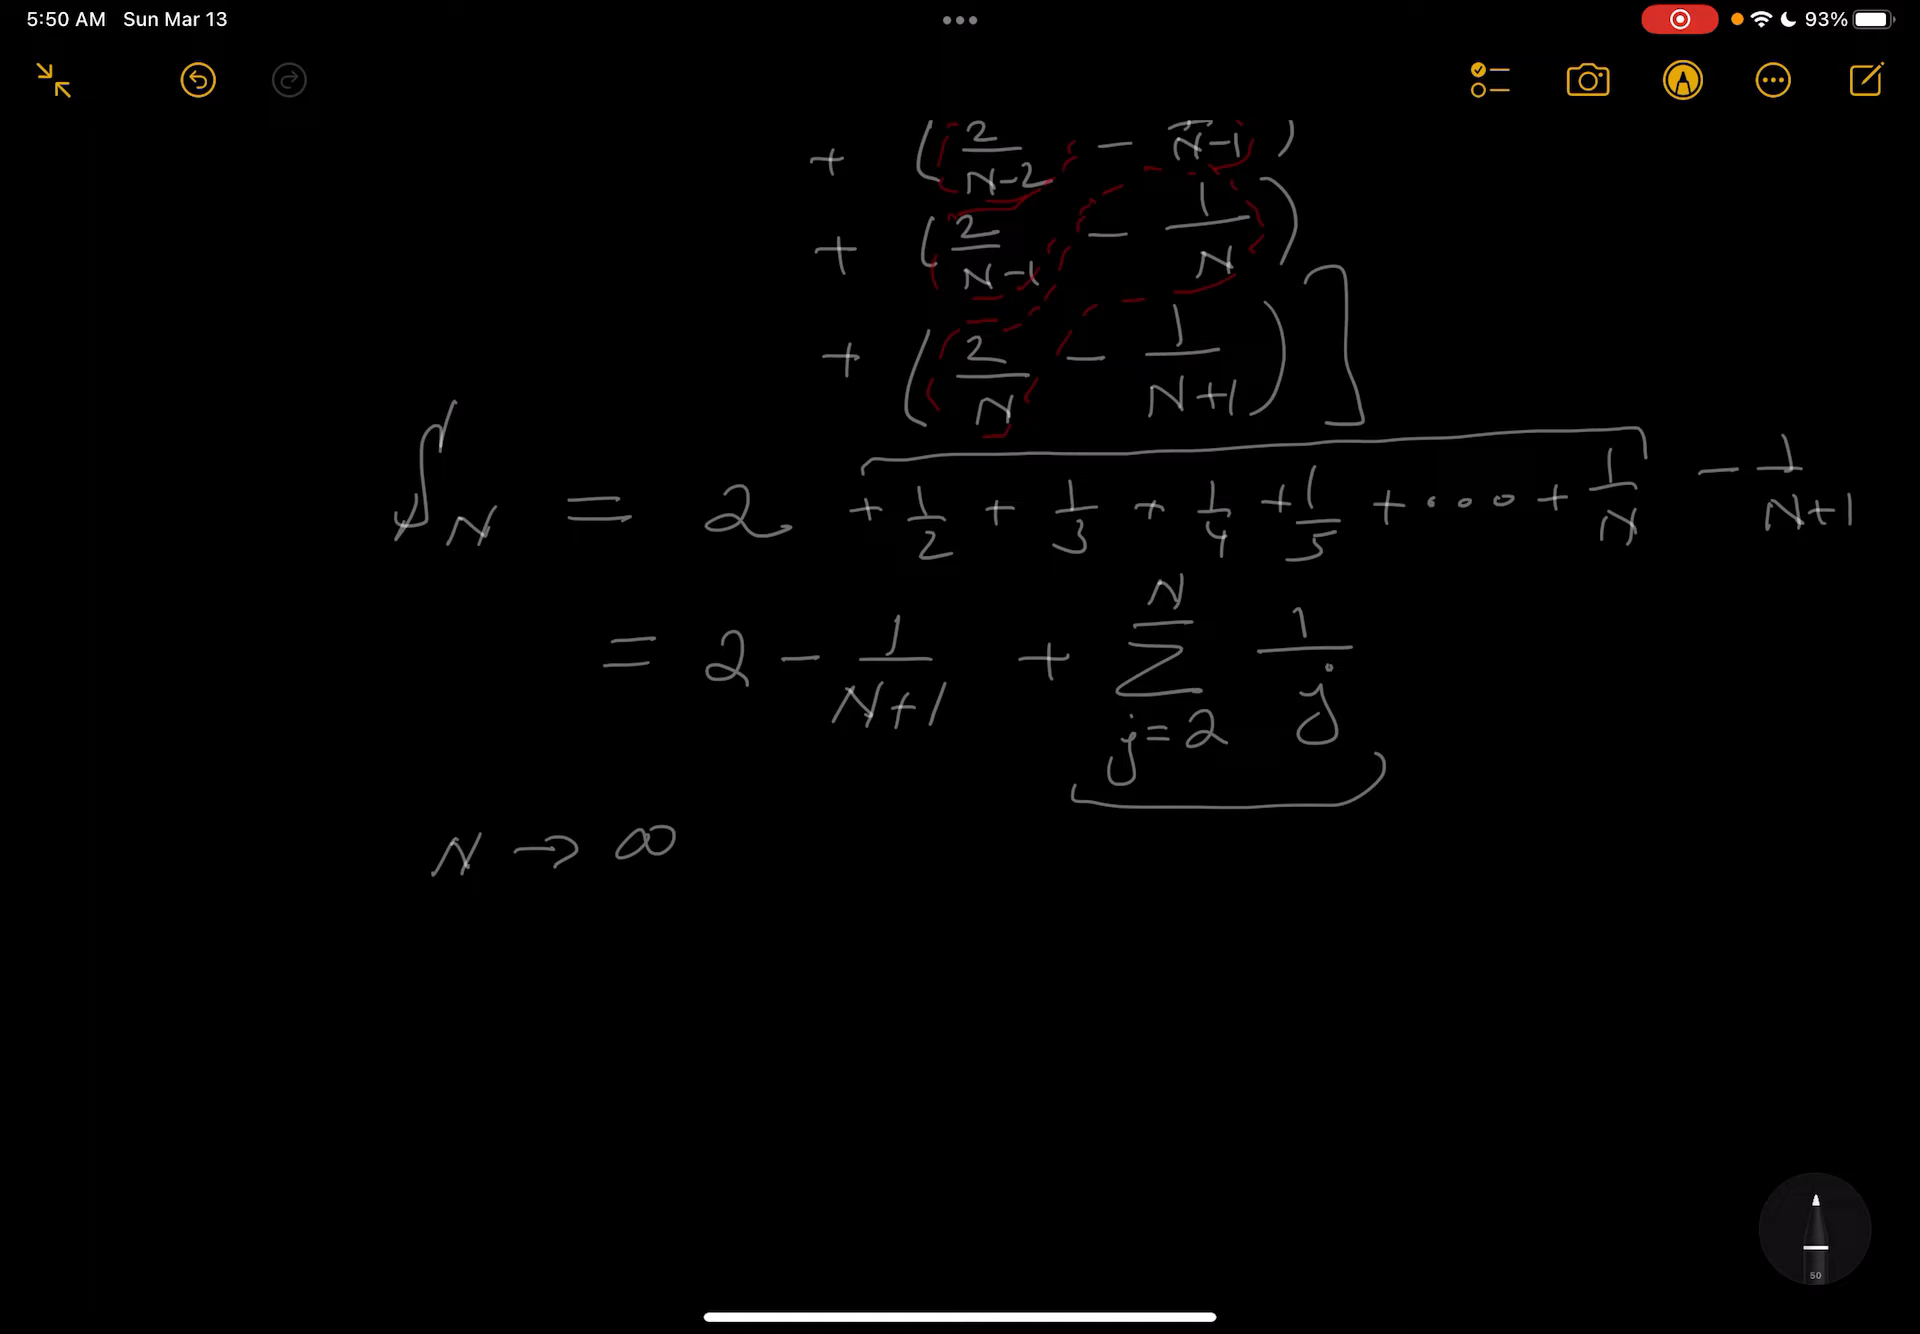 5:50 AM Sun Mar 13 93%
+ (2/(N-2) - 1/(N-1))
+ (2/(N-1) - 1/N)
+ (2/N - 1/(N+1)) ]
S_N = 2 + 1/2 + 1/3 + 1/4 + 1/5 + ... + 1/N - 1/(N+1)
= 2 - 1/(N+1) + ∑_{j=2}^{N} 1/j
N → ∞
50